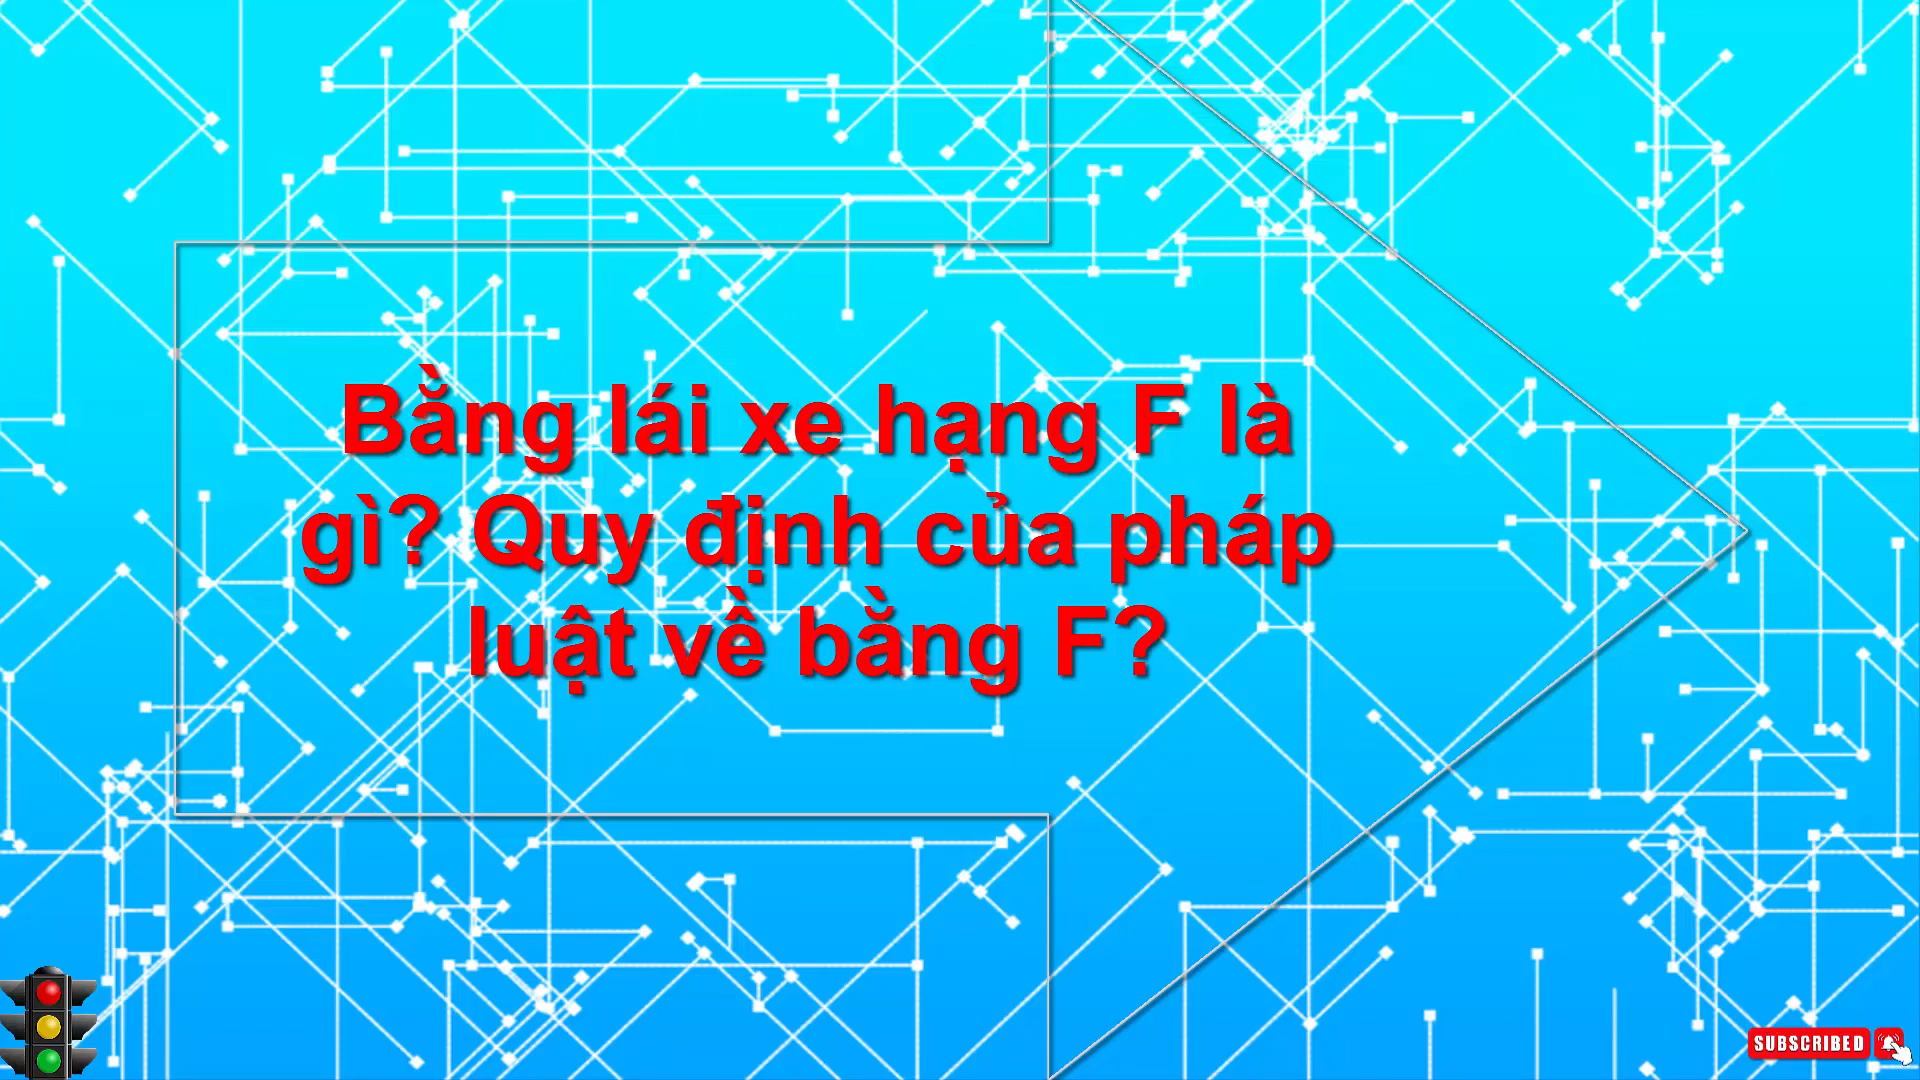 Bằng lái xe hạng F là
gì? Quy định của pháp
luật về bằng F?
SUBSCRIBED